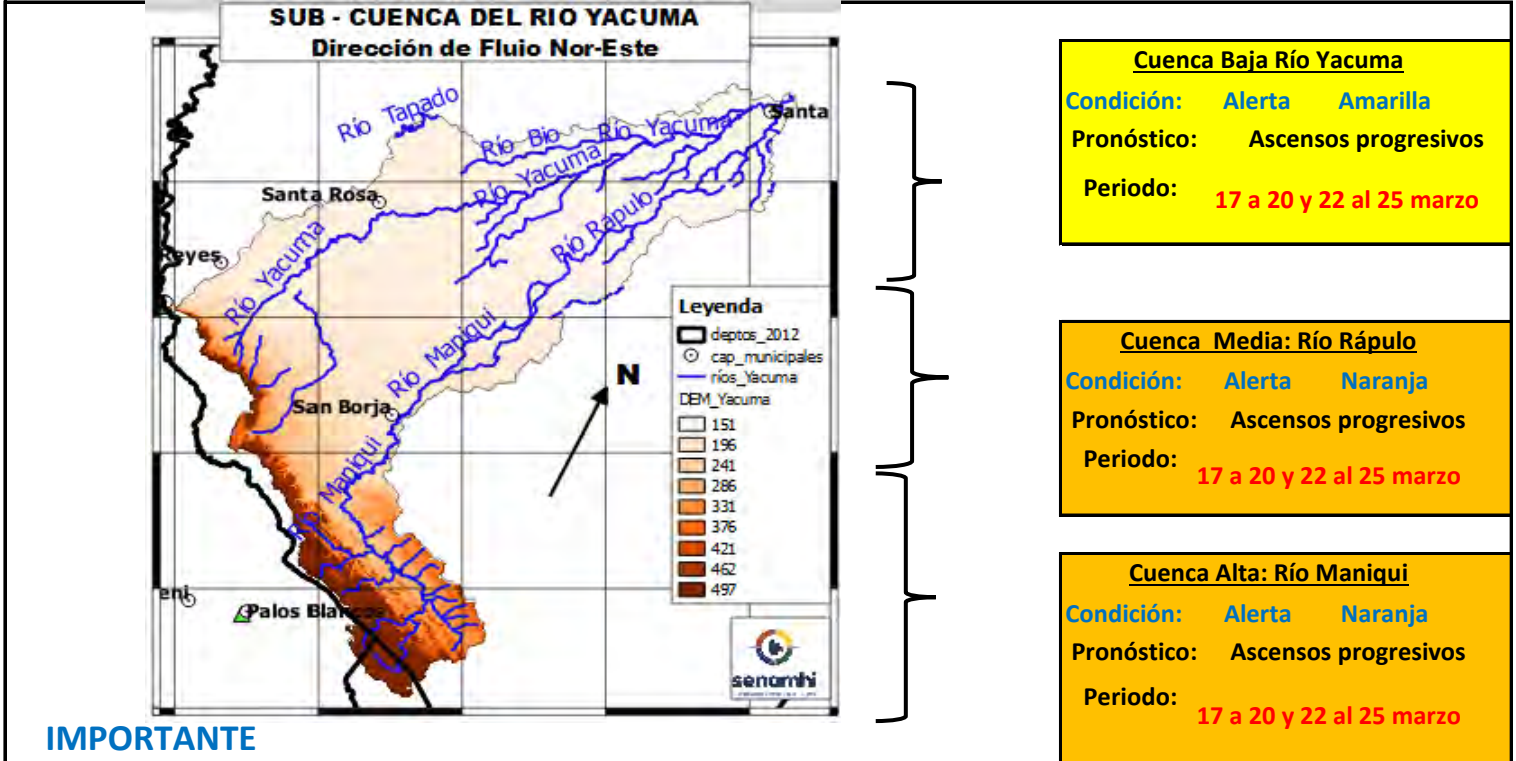 SUB - CUENCA DEL RIO YACUMA
Dirección de Flujo Nor-Este
Río Tapado
Río Bio
Río Yacuma
Santa
Río Yacuma
Santa Rosa
Río Rápulo
Reyes
Río Yacuma
Río Maniqui
San Borja
Río Maniqui
Palos Blancos
eni
N
Leyenda
deptos_2012
cap_municipales
ríos_Yacuma
DEM_Yacuma
151
196
241
286
331
376
421
462
497
senamhi
Cuenca Baja Río Yacuma
Condición: Alerta Amarilla
Pronóstico: Ascensos progresivos
Periodo: 17 a 20 y 22 al 25 marzo
Cuenca Media: Río Rápulo
Condición: Alerta Naranja
Pronóstico: Ascensos progresivos
Periodo: 17 a 20 y 22 al 25 marzo
Cuenca Alta: Río Maniqui
Condición: Alerta Naranja
Pronóstico: Ascensos progresivos
Periodo: 17 a 20 y 22 al 25 marzo
IMPORTANTE